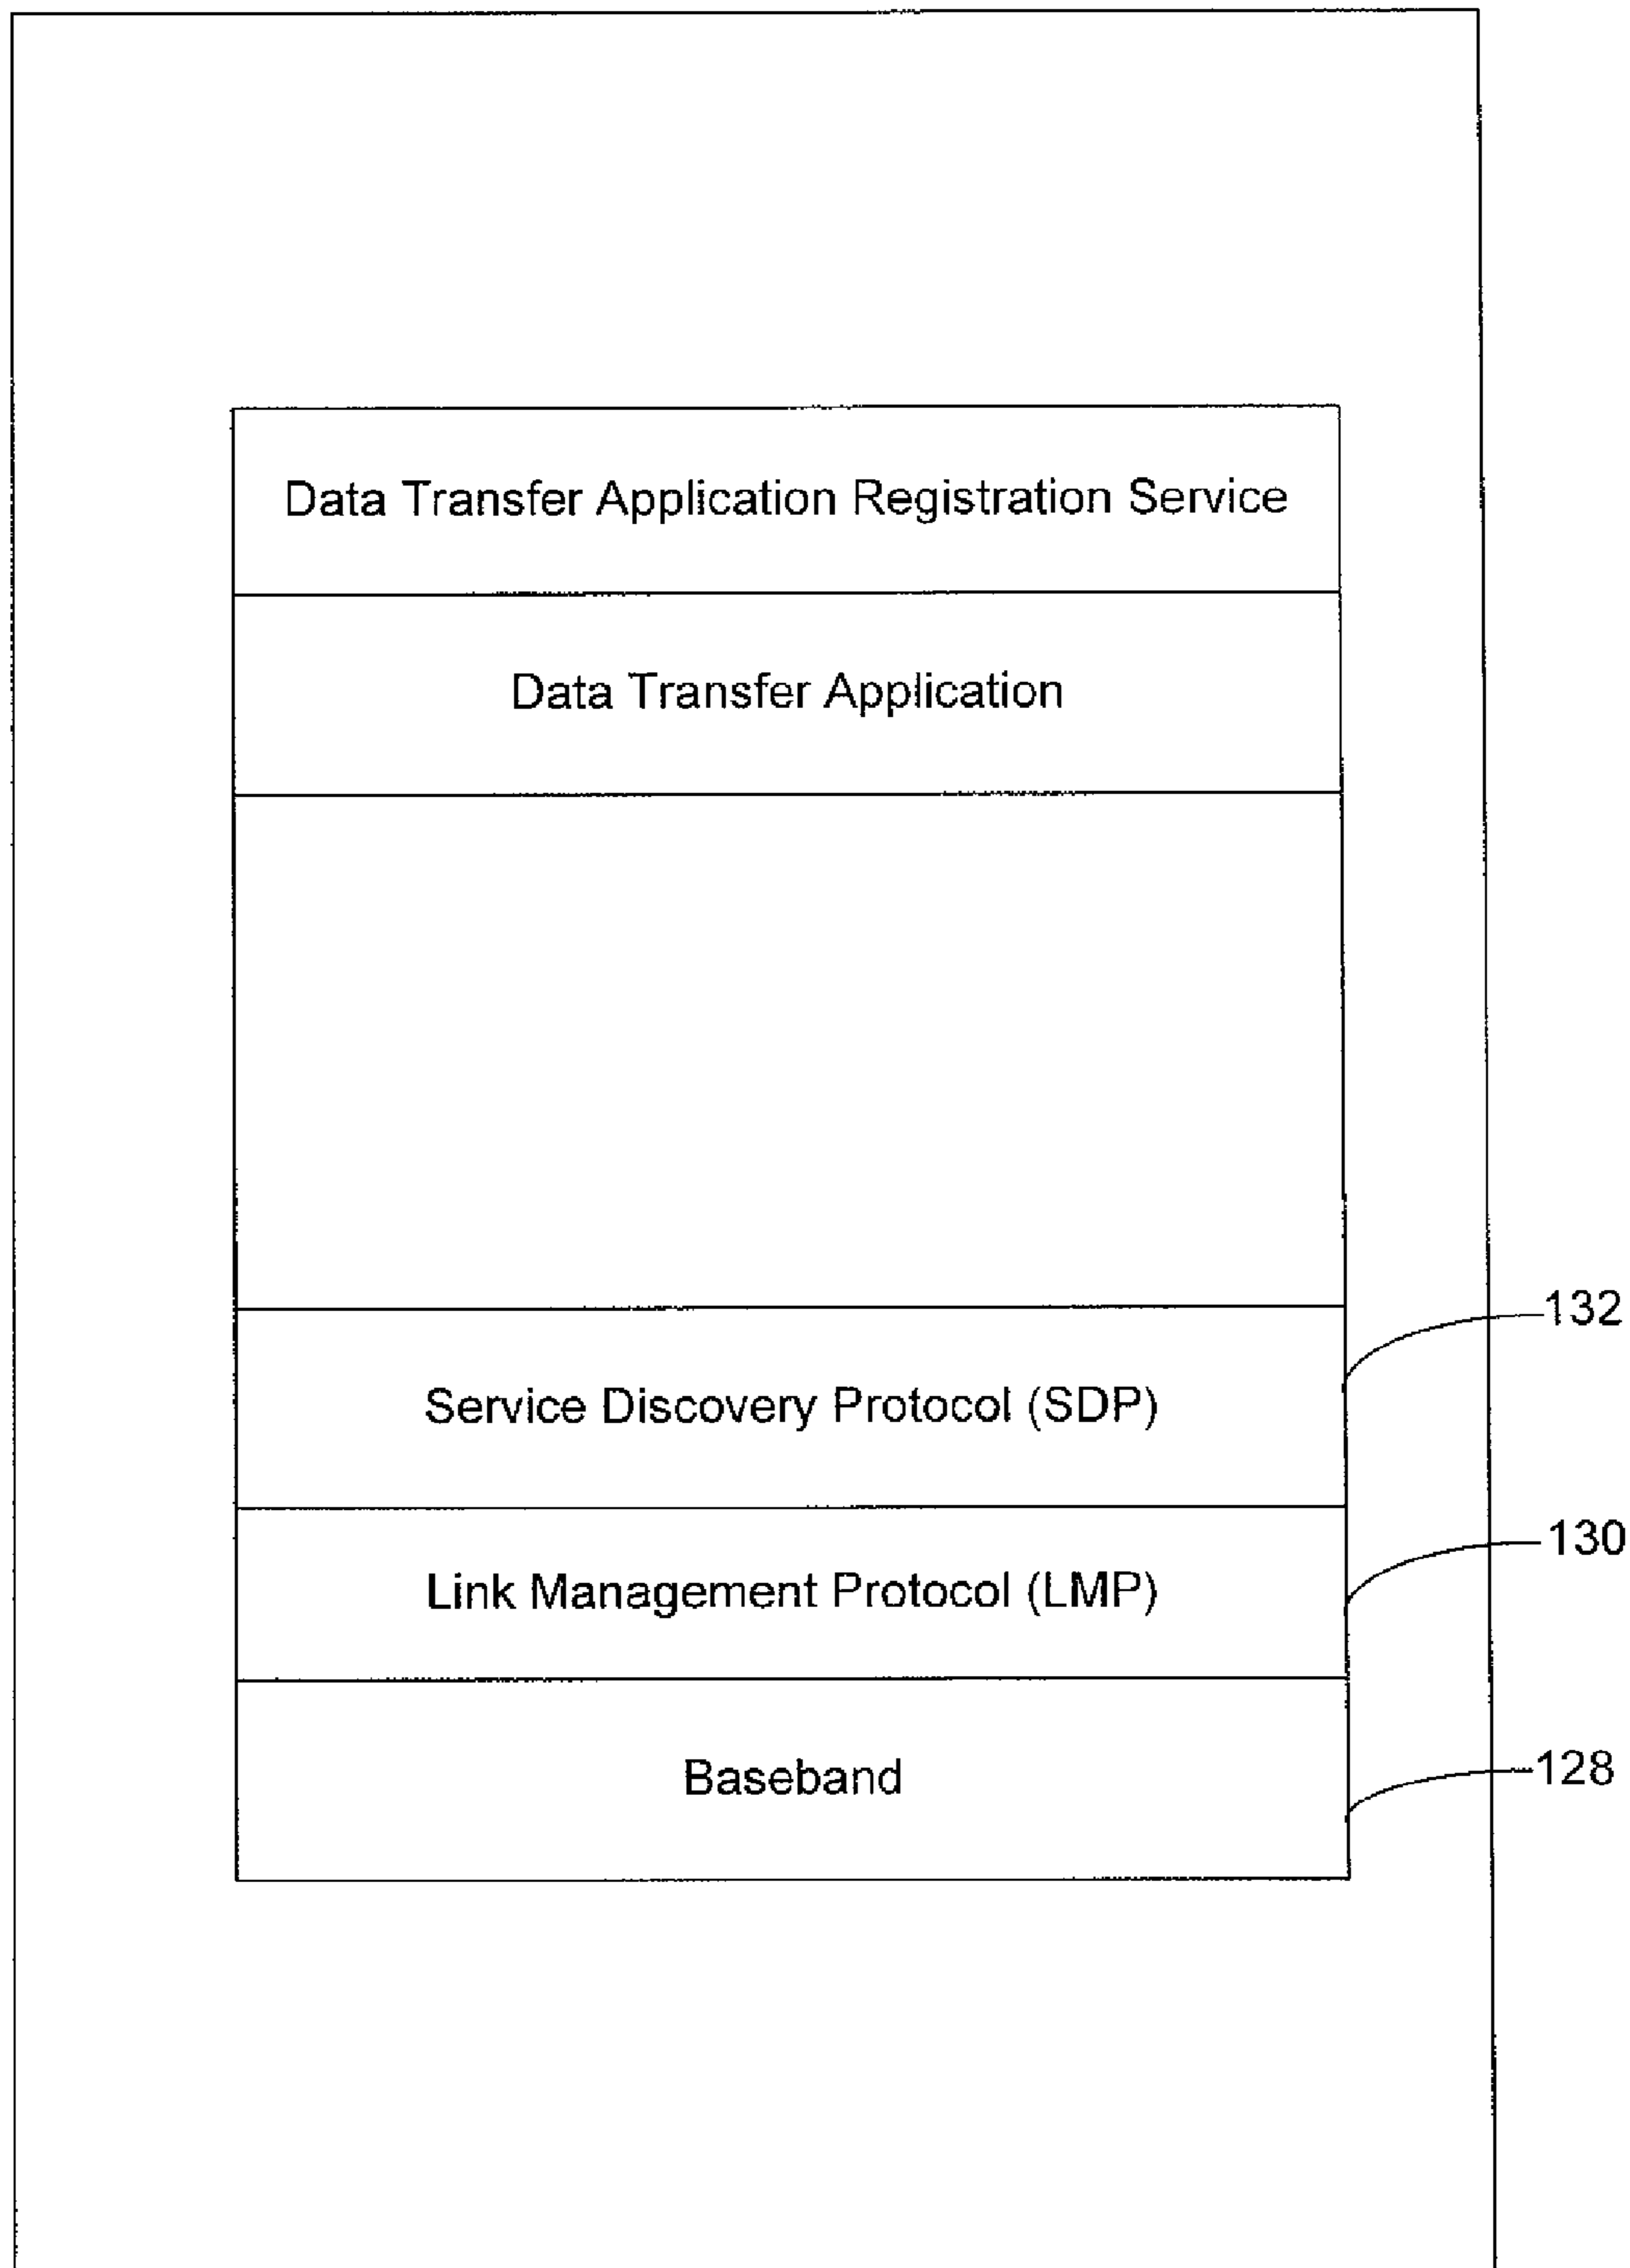 Data Transfer Application Registration Service
Data Transfer Application
132
Service Discovery Protocol (SDP)
130
Link Management Protocol (LMP)
128
Baseband